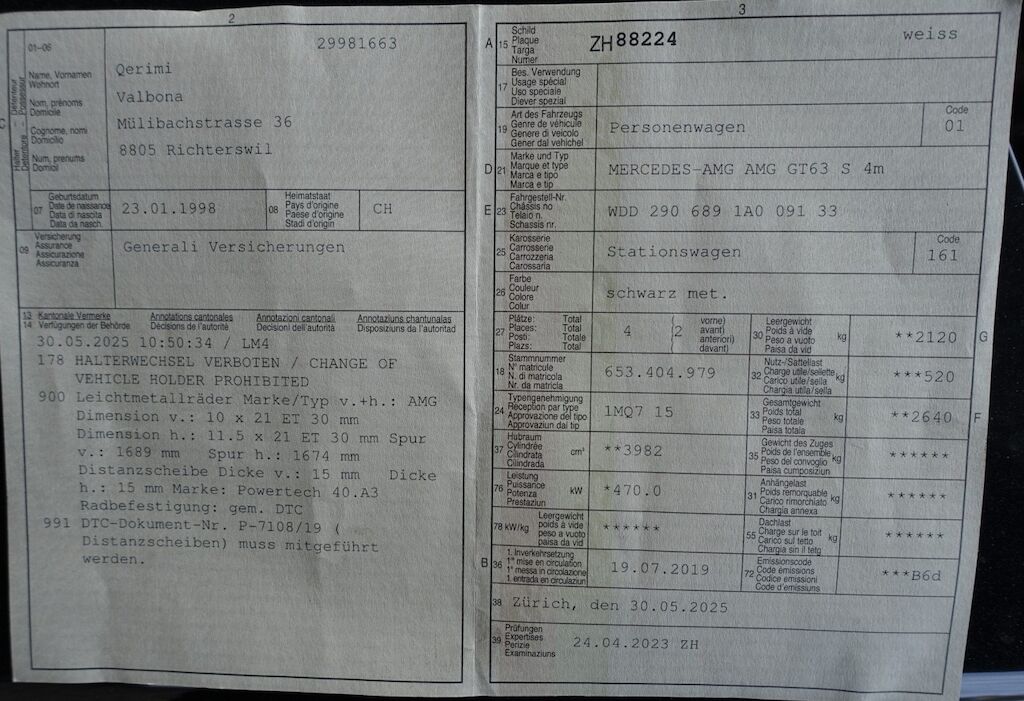 2
29981663
01-06
Halter – Détenteur
Detentore – Possessur
Name, Vornamen
Wohnort
Nom, prénoms
Domicile
Cognome, nomi
Domicilio
Num, prenums
Domicil
Qerimi
Valbona
Mülibachstrasse 36
8805 Richterswil
C
07 Geburtsdatum
Date de naissance
Data di nascita
Data da nasch.
23.01.1998
08 Heimatstaat
Pays d'origine
Paese d'origine
Stadi d'origin
CH
09 Versicherung
Assurance
Assicurazione
Assicuranza
Generali Versicherungen
13 Kantonale Vermerke Annotations cantonales Annotazioni cantonali Annotaziuns chantunalas
14 Verfügungen der Behörde Décisions de l'autorité Decisioni dell'autorità Disposiziuns da l'autoritad
30.05.2025 10:50:34 / LM4
178 HALTERWECHSEL VERBOTEN / CHANGE OF
VEHICLE HOLDER PROHIBITED
900 Leichtmetallräder Marke/Typ v.+h.: AMG
Dimension v.: 10 x 21 ET 30 mm
Dimension h.: 11.5 x 21 ET 30 mm Spur
v.: 1689 mm Spur h.: 1674 mm
Distanzscheibe Dicke v.: 15 mm Dicke
h.: 15 mm Marke: Powertech 40.A3
Radbefestigung: gem. DTC
991 DTC-Dokument-Nr. P-7108/19 (
Distanzscheiben) muss mitgeführt
werden.
3
A 15 Schild
Plaque
Targa
Numer
ZH 88224
weiss
17 Bes. Verwendung
Usage spécial
Uso speciale
Diever spezial
19 Art des Fahrzeugs
Genre de véhicule
Genere di veicolo
Gener dal vehichel
Personenwagen
Code
01
D 21 Marke und Typ
Marque et type
Marca e tipo
Marca e tip
MERCEDES-AMG AMG GT63 S 4m
E 23 Fahrgestell-Nr.
Châssis no
Telaio n.
Schassis nr.
WDD 290 689 1A0 091 33
25 Karosserie
Carrosserie
Carrozzeria
Carossaria
Stationswagen
Code
161
26 Farbe
Couleur
Colore
Colur
schwarz met.
27 Plätze: Total
Places: Total
Posti: Totale
Plazs: Total
4 (2 vorne)
avant)
anteriori)
davant)
30 Leergewicht
Poids à vide
Peso a vuoto
Paisa da vid
kg
**2120
G
18 Stammnummer
N° matricule
N. di matricola
Nr. da matricla
653.404.979
32 Nutz-/Sattellast
Charge utile/sellette
Carico utile/sella
Chargia utila/sella
kg
***520
24 Typengenehmigung
Réception par type
Approvazione del tipo
Approvaziun dal tip
1MQ7 15
33 Gesamtgewicht
Poids total
Peso totale
Paisa totala
kg
**2640
F
37 Hubraum
Cylindrée
Cilindrata
Cilindrada
cm³
**3982
35 Gewicht des Zuges
Poids de l'ensemble
Peso del convoglio
Paisa cumposiziun
kg
******
76 Leistung
Puissance
Potenza
Prestaziun
kW
*470.0
31 Anhängelast
Poids remorquable
Carico rimorchiato
Chargia annexa
kg
******
78 kW/kg Leergewicht
poids à vide
peso a vuoto
paisa da vid
******
55 Dachlast
Charge sur le toit
Carico sul tetto
Chargia sin il tetg
kg
******
B 36 1. Inverkehrsetzung
1re mise en circulation
1a messa in circolazione
1. entrada en circulaziun
19.07.2019
72 Emissionscode
Code émissions
Codice emissioni
Code d'emissiuns
***B6d
38 Zürich, den 30.05.2025
39 Prüfungen
Expertises
Perizie
Examinaziuns
24.04.2023 ZH